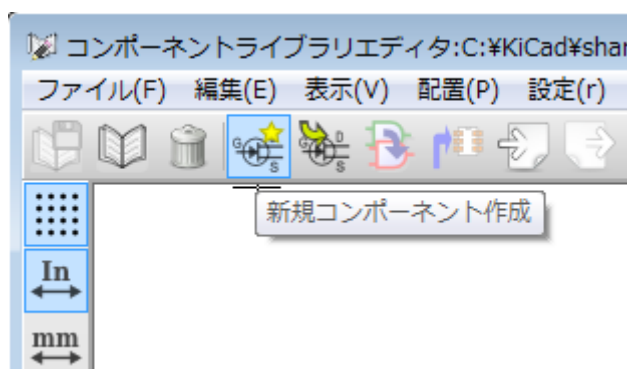 コンポーネントライブラリエディタ:C:¥KiCad¥shar
ファイル(F) 編集(E) 表示(V) 配置(P) 設定(r)
G S G D S
新規コンポーネント作成
In
mm